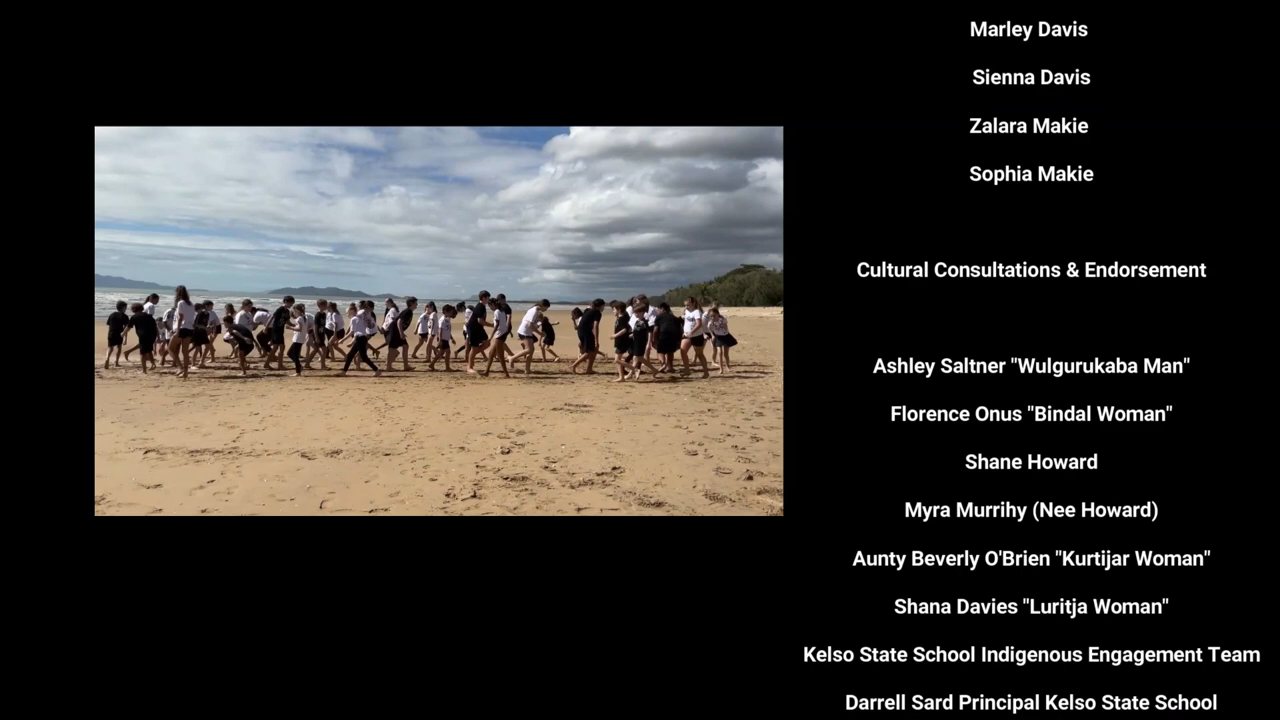 Marley Davis
Sienna Davis
Zalara Makie
Sophia Makie
Cultural Consultations & Endorsement
Ashley Saltner "Wulgurukaba Man"
Florence Onus "Bindal Woman"
Shane Howard
Myra Murrihy (Nee Howard)
Aunty Beverly O'Brien "Kurtijar Woman"
Shana Davies "Luritja Woman"
Kelso State School Indigenous Engagement Team
Darrell Sard Principal Kelso State School